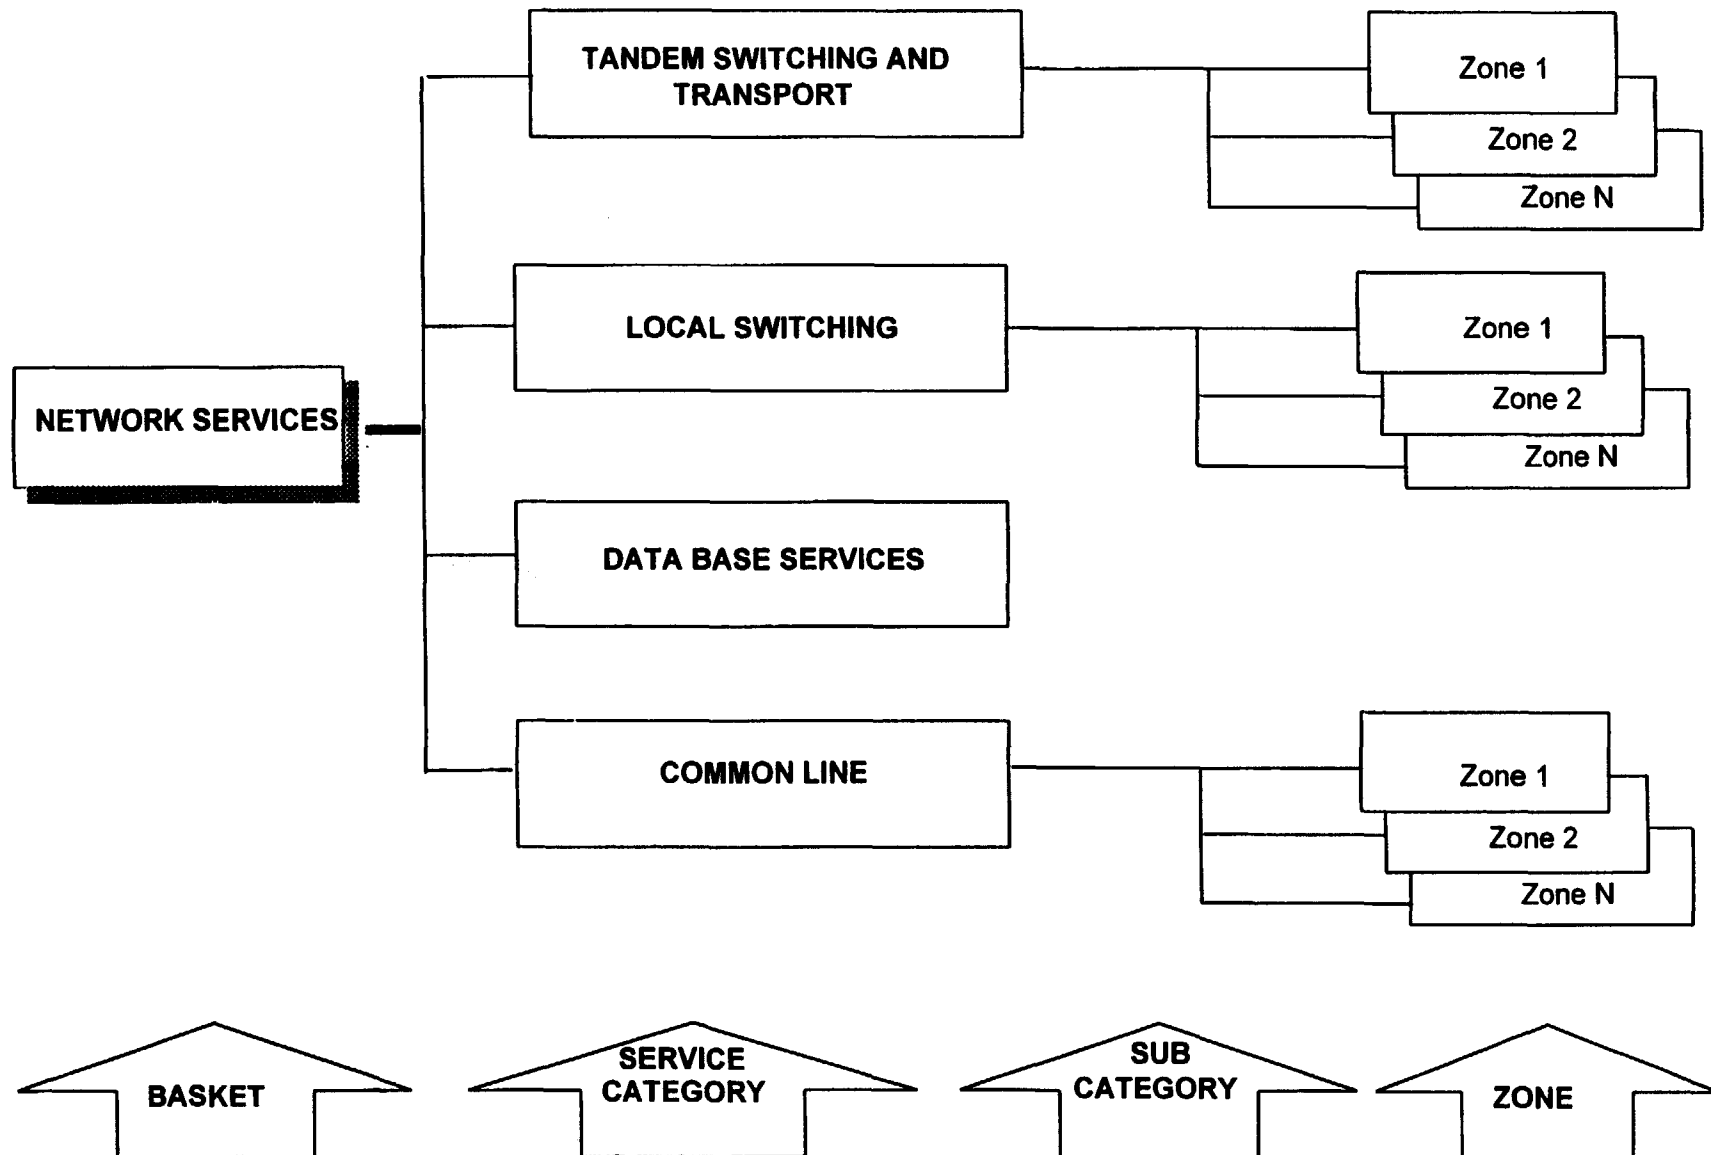 TANDEM SWITCHING AND
TRANSPORT
Zone 1
Zone 2
Zone N
LOCAL SWITCHING
Zone 1
Zone 2
Zone N
NETWORK SERVICES
DATA BASE SERVICES
COMMON LINE
Zone 1
Zone 2
Zone N
BASKET
SERVICE
CATEGORY
SUB
CATEGORY
ZONE